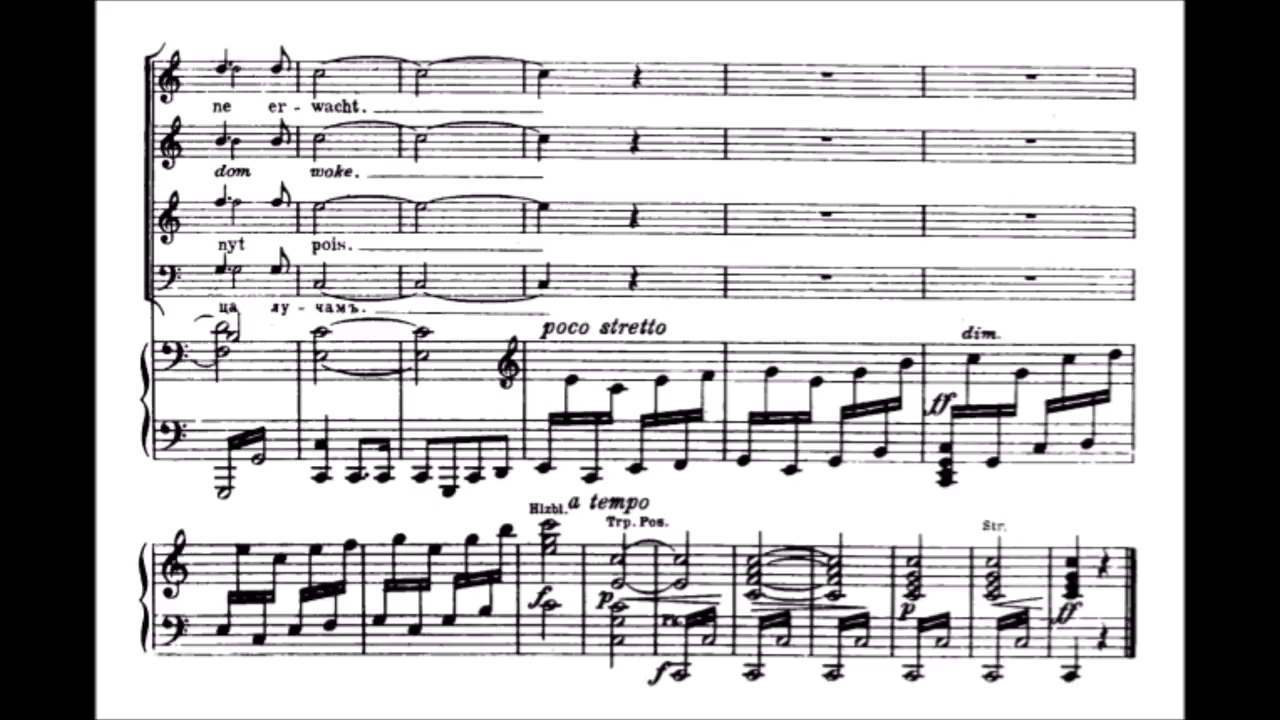 ne er - wacht.
dom woke.
nyt pois.
ца лу - чамъ.
poco stretto
dim.
ff
Hlzbl. a tempo
Trp. Pos.
Str.
f p p ff
Pk.
f